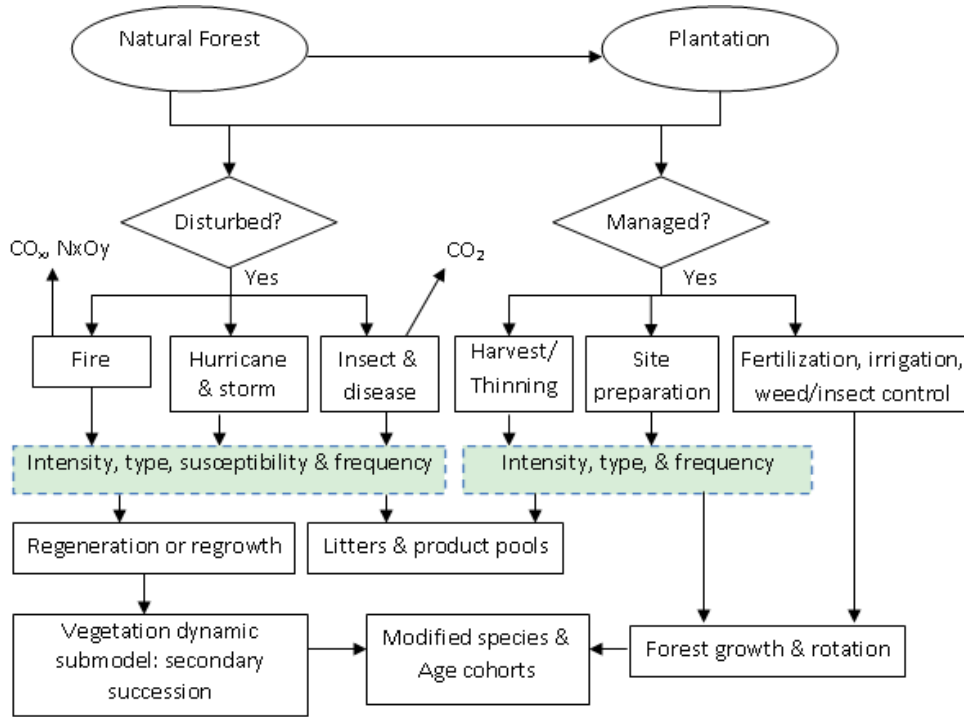 Natural Forest
Plantation
Disturbed?
Managed?
COₓ, NxOy
CO₂
Yes
Yes
Fire
Hurricane
& storm
Insect &
disease
Harvest/
Thinning
Site
preparation
Fertilization, irrigation,
weed/insect control
Intensity, type, susceptibility & frequency
Intensity, type, & frequency
Regeneration or regrowth
Litters & product pools
Vegetation dynamic
submodel: secondary
succession
Modified species &
Age cohorts
Forest growth & rotation